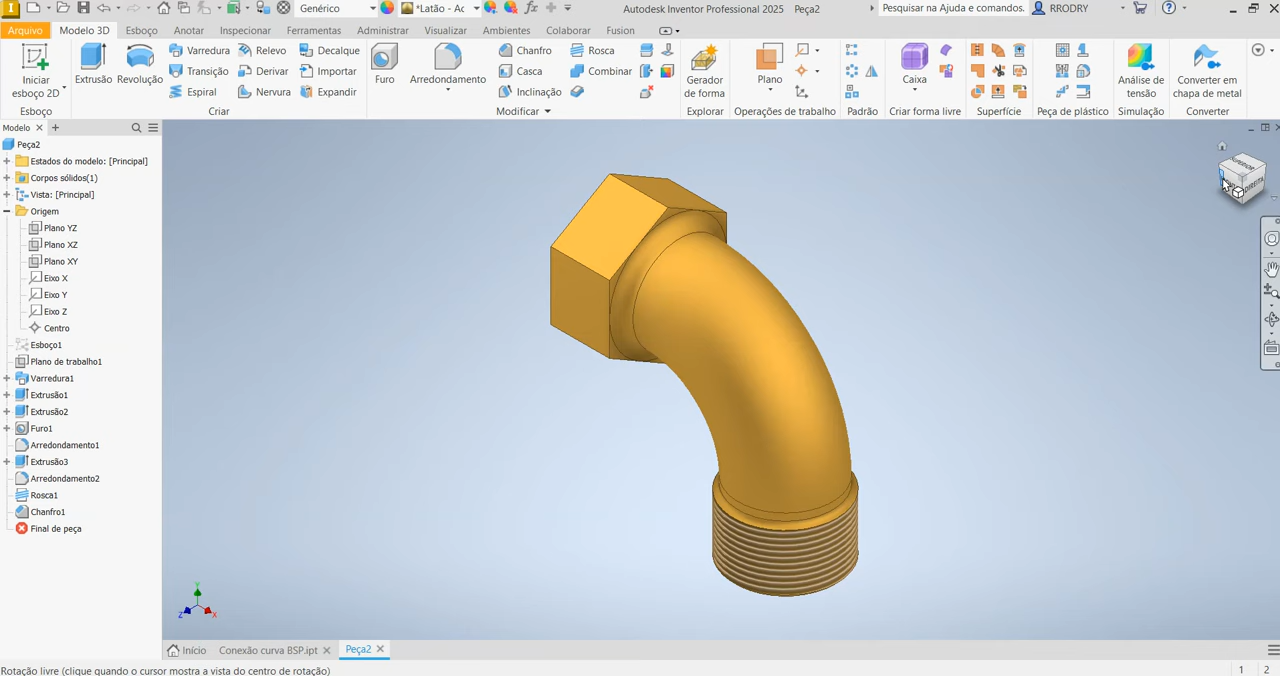 Genérico
*Latão - Ac
Autodesk Inventor Professional 2025 Peça2
Pesquisar na Ajuda e comandos.
RRODRY
Arquivo Modelo 3D Esboço Anotar Inspecionar Ferramentas Administrar Visualizar Ambientes Colaborar Fusion
Iniciar esboço 2D
Extrusão
Revolução
Varredura
Transição
Espiral
Relevo
Derivar
Nervura
Decalque
Importar
Expandir
Furo
Arredondamento
Chanfro
Casca
Inclinação
Rosca
Combinar
Gerador de forma
Plano
Caixa
Análise de tensão
Converter em chapa de metal
Esboço Criar Modificar Explorar Operações de trabalho Padrão Criar forma livre Superfície Peça de plástico Simulação Converter
Modelo
Peça2
Estados do modelo: [Principal]
Corpos sólidos(1)
Vista: [Principal]
Origem
Plano YZ
Plano XZ
Plano XY
Eixo X
Eixo Y
Eixo Z
Centro
Esboço1
Plano de trabalho1
Varredura1
Extrusão1
Extrusão2
Furo1
Arredondamento1
Extrusão3
Arredondamento2
Rosca1
Chanfro1
Final de peça
DIREITA
Y
Z
X
Início Conexão curva BSP.ipt Peça2
Rotação livre (clique quando o cursor mostra a vista do centro de rotação)
1 2